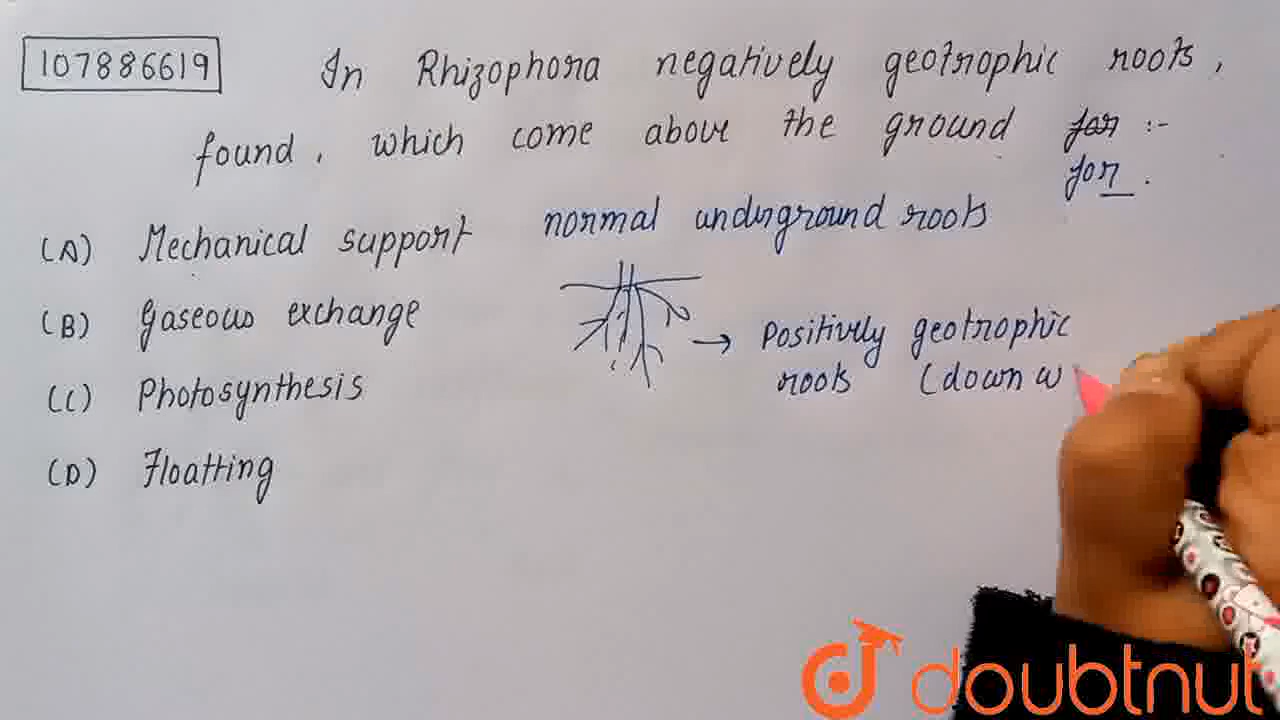 107886619 In Rhizophora negatively geotrophic roots,
found, which come above the ground for :-
for .
(A) Mechanical support normal underground roots
(B) Gaseous exchange
→ Positively geotrophic
(C) Photosynthesis roots (down w
(D) Floatting
doubtnut